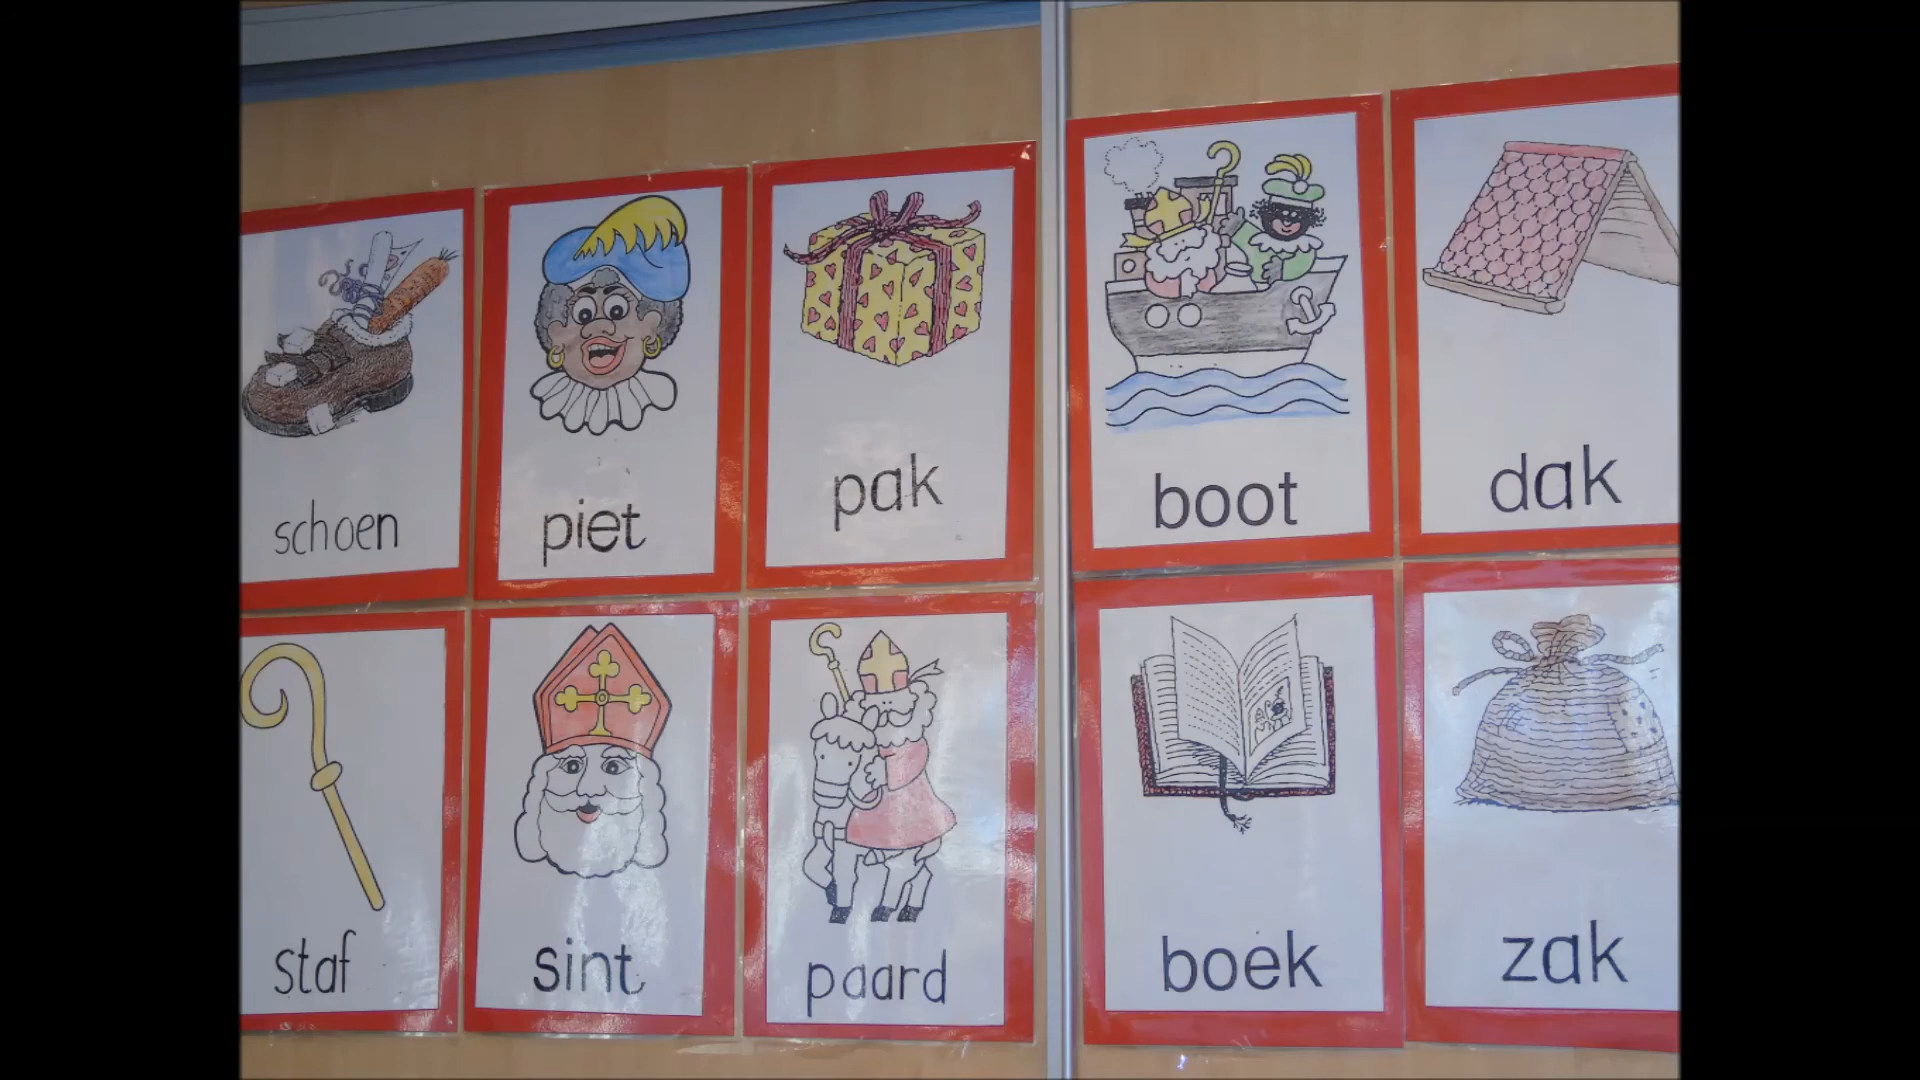 schoen
piet
pak
boot
dak
staf
sint
paard
boek
zak